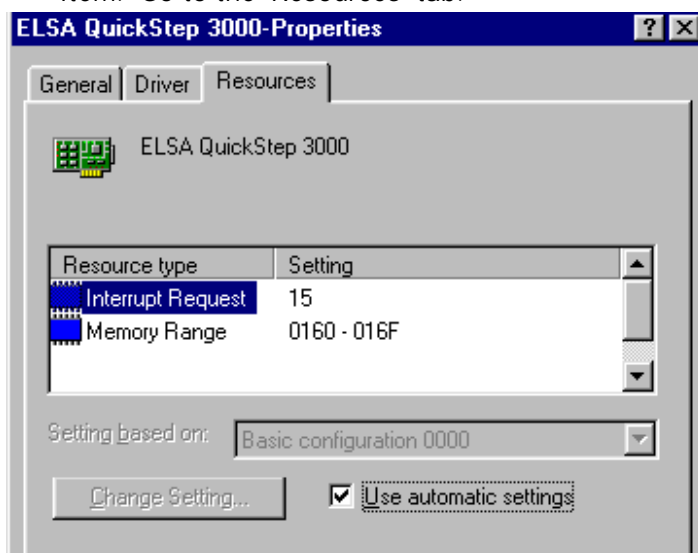 item. Go to the 'Resources' tab.
ELSA QuickStep 3000-Properties
General Driver Resources
ELSA QuickStep 3000
Resource type Setting
Interrupt Request 15
Memory Range 0160 - 016F
Setting based on: Basic configuration 0000
Change Setting... Use automatic settings